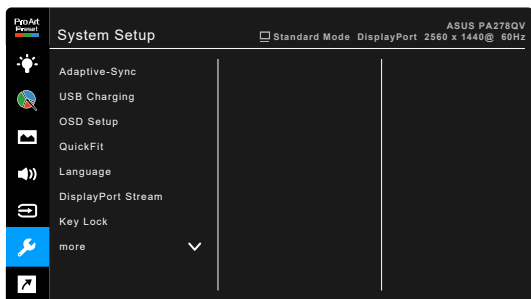 ProArt
Preset
System Setup
ASUS PA278QV
Standard Mode DisplayPort 2560 x 1440@ 60Hz
Adaptive-Sync
USB Charging
OSD Setup
QuickFit
Language
DisplayPort Stream
Key Lock
more